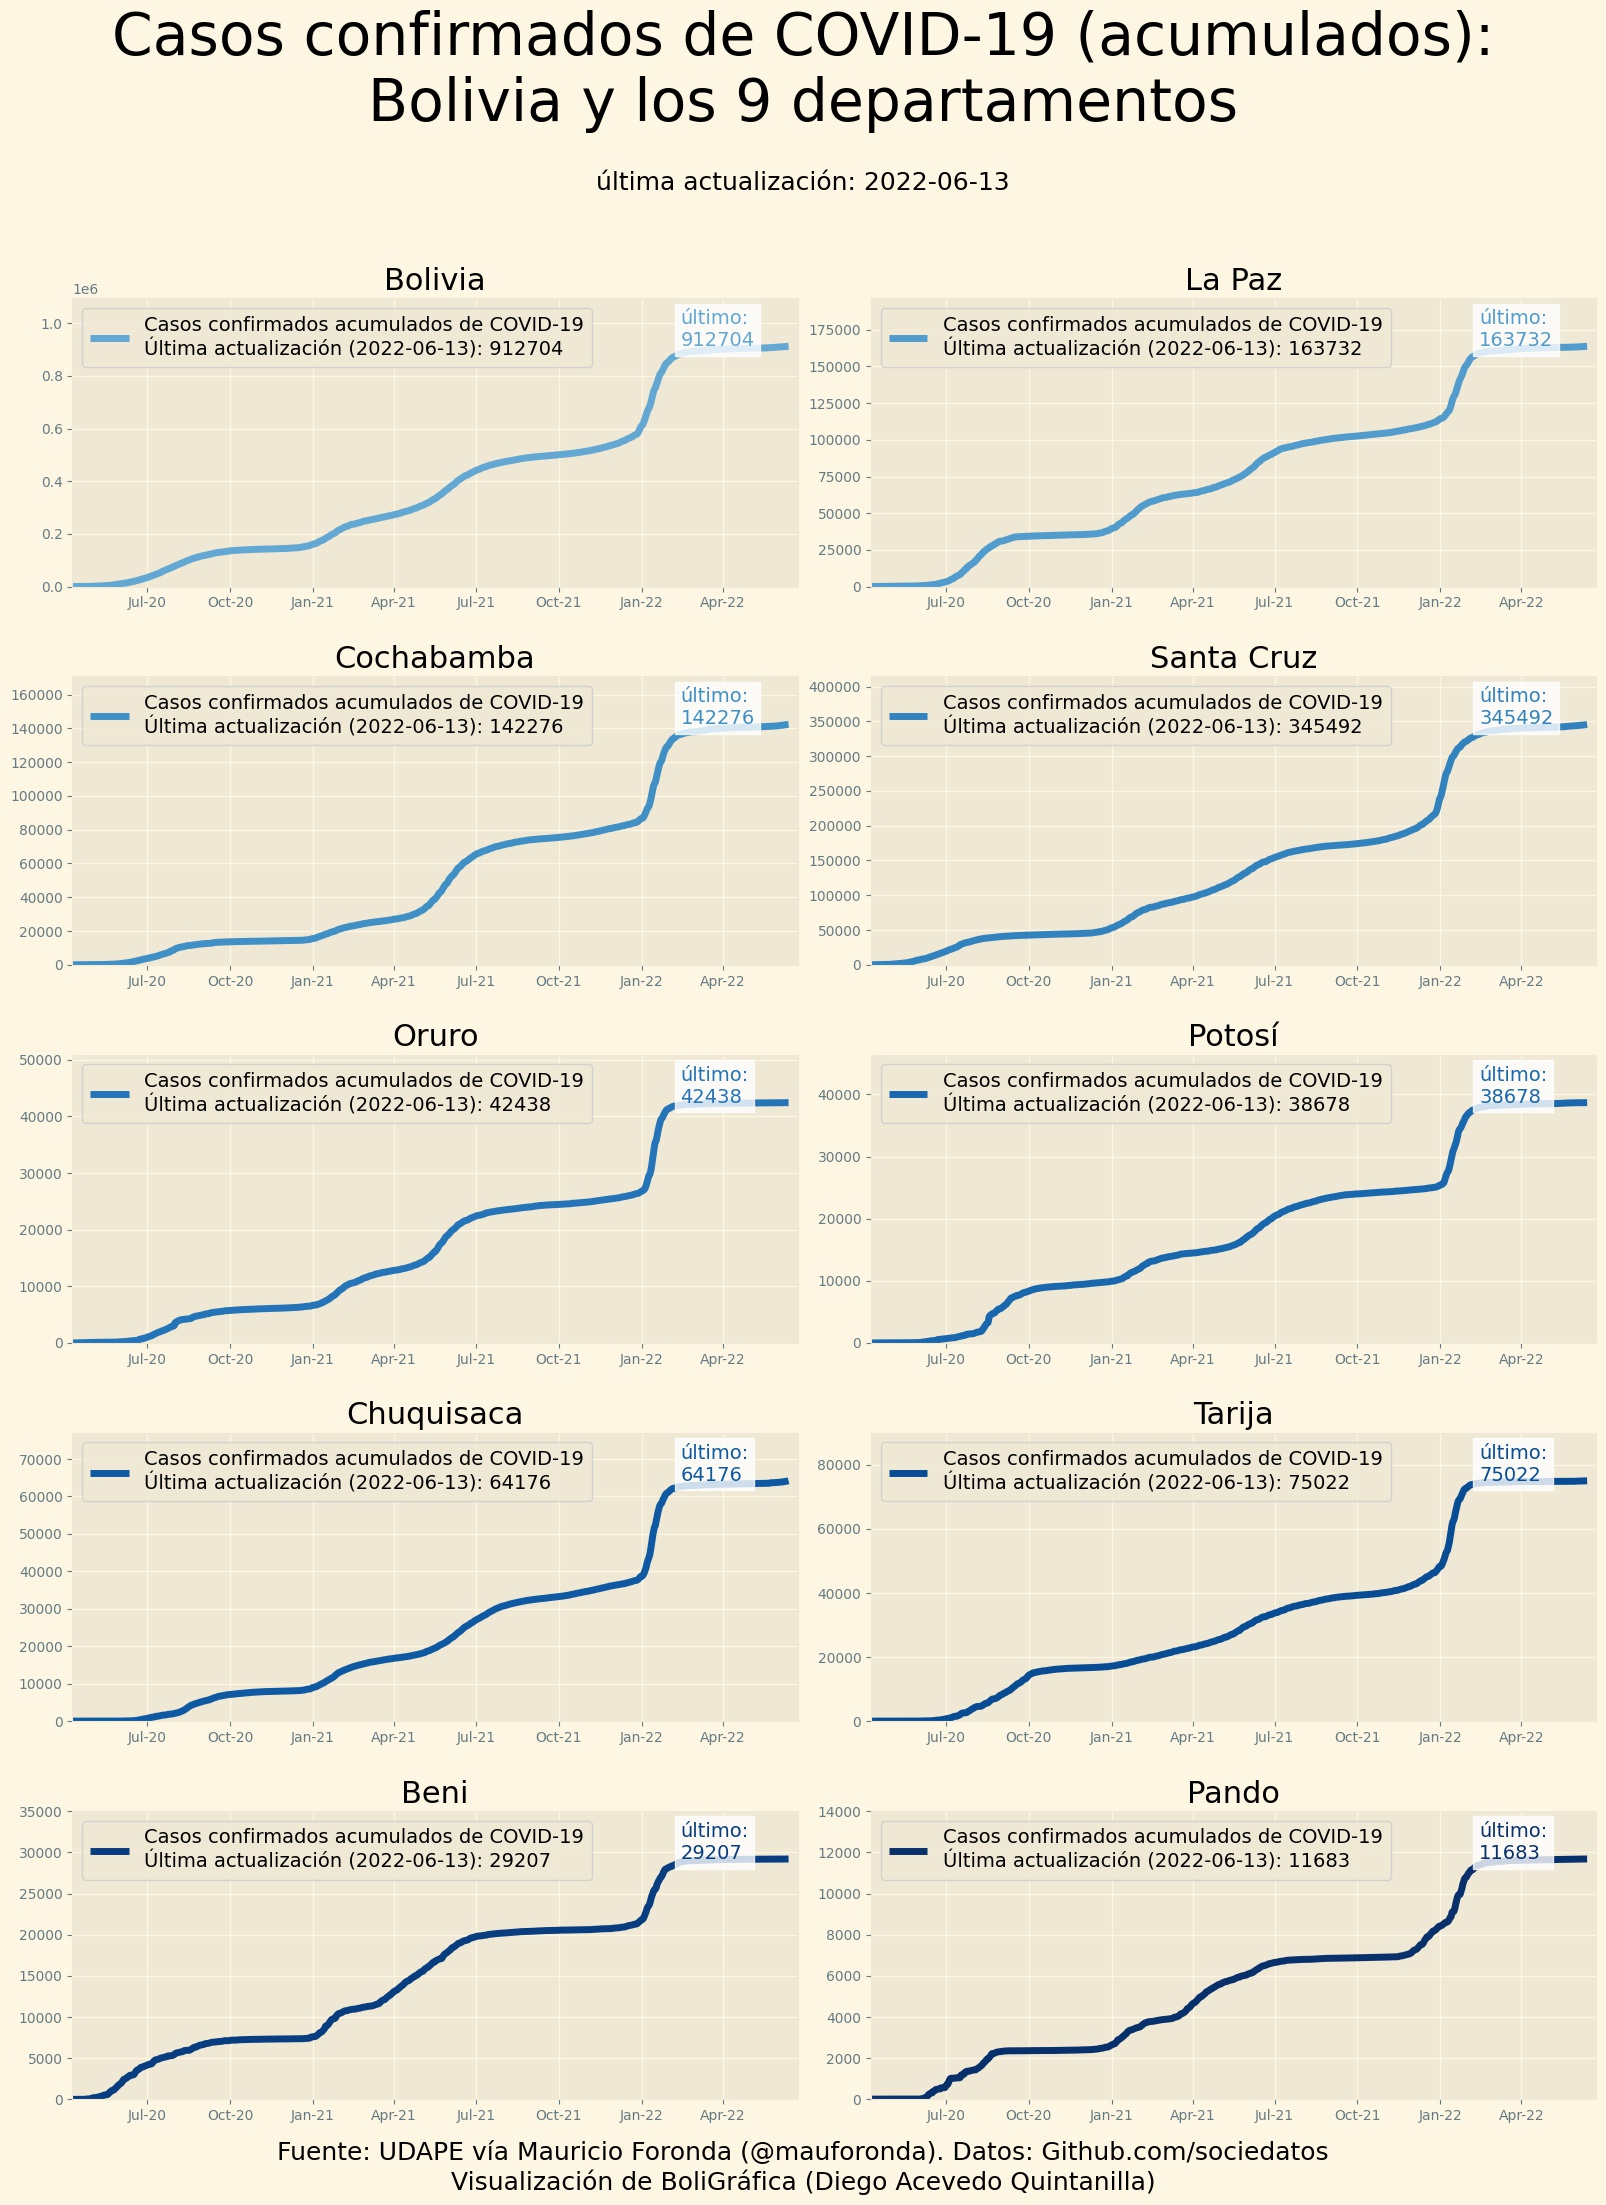 Casos confirmados de COVID-19 (acumulados):
Bolivia y los 9 departamentos
última actualización: 2022-06-13
Bolivia
1e6
Casos confirmados acumulados de COVID-19
Última actualización (2022-06-13): 912704
último:
912704
1.0
0.8
0.6
0.4
0.2
0.0
Jul-20 Oct-20 Jan-21 Apr-21 Jul-21 Oct-21 Jan-22 Apr-22
La Paz
Casos confirmados acumulados de COVID-19
Última actualización (2022-06-13): 163732
último:
163732
175000
150000
125000
100000
75000
50000
25000
0
Jul-20 Oct-20 Jan-21 Apr-21 Jul-21 Oct-21 Jan-22 Apr-22
Cochabamba
Casos confirmados acumulados de COVID-19
Última actualización (2022-06-13): 142276
último:
142276
160000
140000
120000
100000
80000
60000
40000
20000
0
Jul-20 Oct-20 Jan-21 Apr-21 Jul-21 Oct-21 Jan-22 Apr-22
Santa Cruz
Casos confirmados acumulados de COVID-19
Última actualización (2022-06-13): 345492
último:
345492
400000
350000
300000
250000
200000
150000
100000
50000
0
Jul-20 Oct-20 Jan-21 Apr-21 Jul-21 Oct-21 Jan-22 Apr-22
Oruro
Casos confirmados acumulados de COVID-19
Última actualización (2022-06-13): 42438
último:
42438
50000
40000
30000
20000
10000
0
Jul-20 Oct-20 Jan-21 Apr-21 Jul-21 Oct-21 Jan-22 Apr-22
Potosí
Casos confirmados acumulados de COVID-19
Última actualización (2022-06-13): 38678
último:
38678
40000
30000
20000
10000
0
Jul-20 Oct-20 Jan-21 Apr-21 Jul-21 Oct-21 Jan-22 Apr-22
Chuquisaca
Casos confirmados acumulados de COVID-19
Última actualización (2022-06-13): 64176
último:
64176
70000
60000
50000
40000
30000
20000
10000
0
Jul-20 Oct-20 Jan-21 Apr-21 Jul-21 Oct-21 Jan-22 Apr-22
Tarija
Casos confirmados acumulados de COVID-19
Última actualización (2022-06-13): 75022
último:
75022
80000
60000
40000
20000
0
Jul-20 Oct-20 Jan-21 Apr-21 Jul-21 Oct-21 Jan-22 Apr-22
Beni
Casos confirmados acumulados de COVID-19
Última actualización (2022-06-13): 29207
último:
29207
35000
30000
25000
20000
15000
10000
5000
0
Jul-20 Oct-20 Jan-21 Apr-21 Jul-21 Oct-21 Jan-22 Apr-22
Pando
Casos confirmados acumulados de COVID-19
Última actualización (2022-06-13): 11683
último:
11683
14000
12000
10000
8000
6000
4000
2000
0
Jul-20 Oct-20 Jan-21 Apr-21 Jul-21 Oct-21 Jan-22 Apr-22
Fuente: UDAPE vía Mauricio Foronda (@mauforonda). Datos: Github.com/sociedatos
Visualización de BoliGráfica (Diego Acevedo Quintanilla)